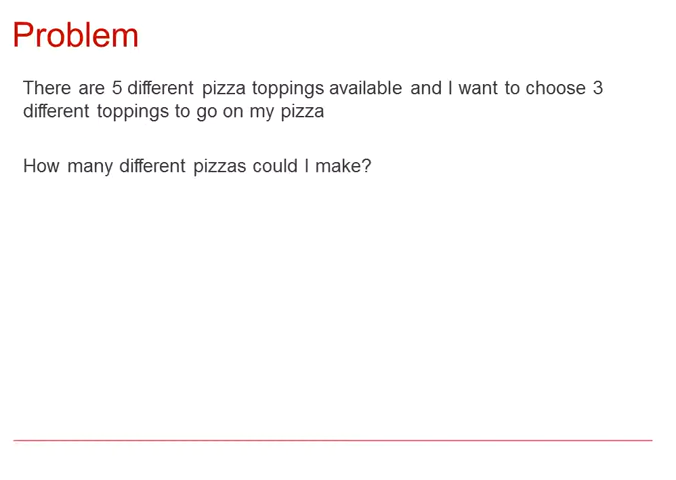 Problem
There are 5 different pizza toppings available and I want to choose 3
different toppings to go on my pizza
How many different pizzas could I make?